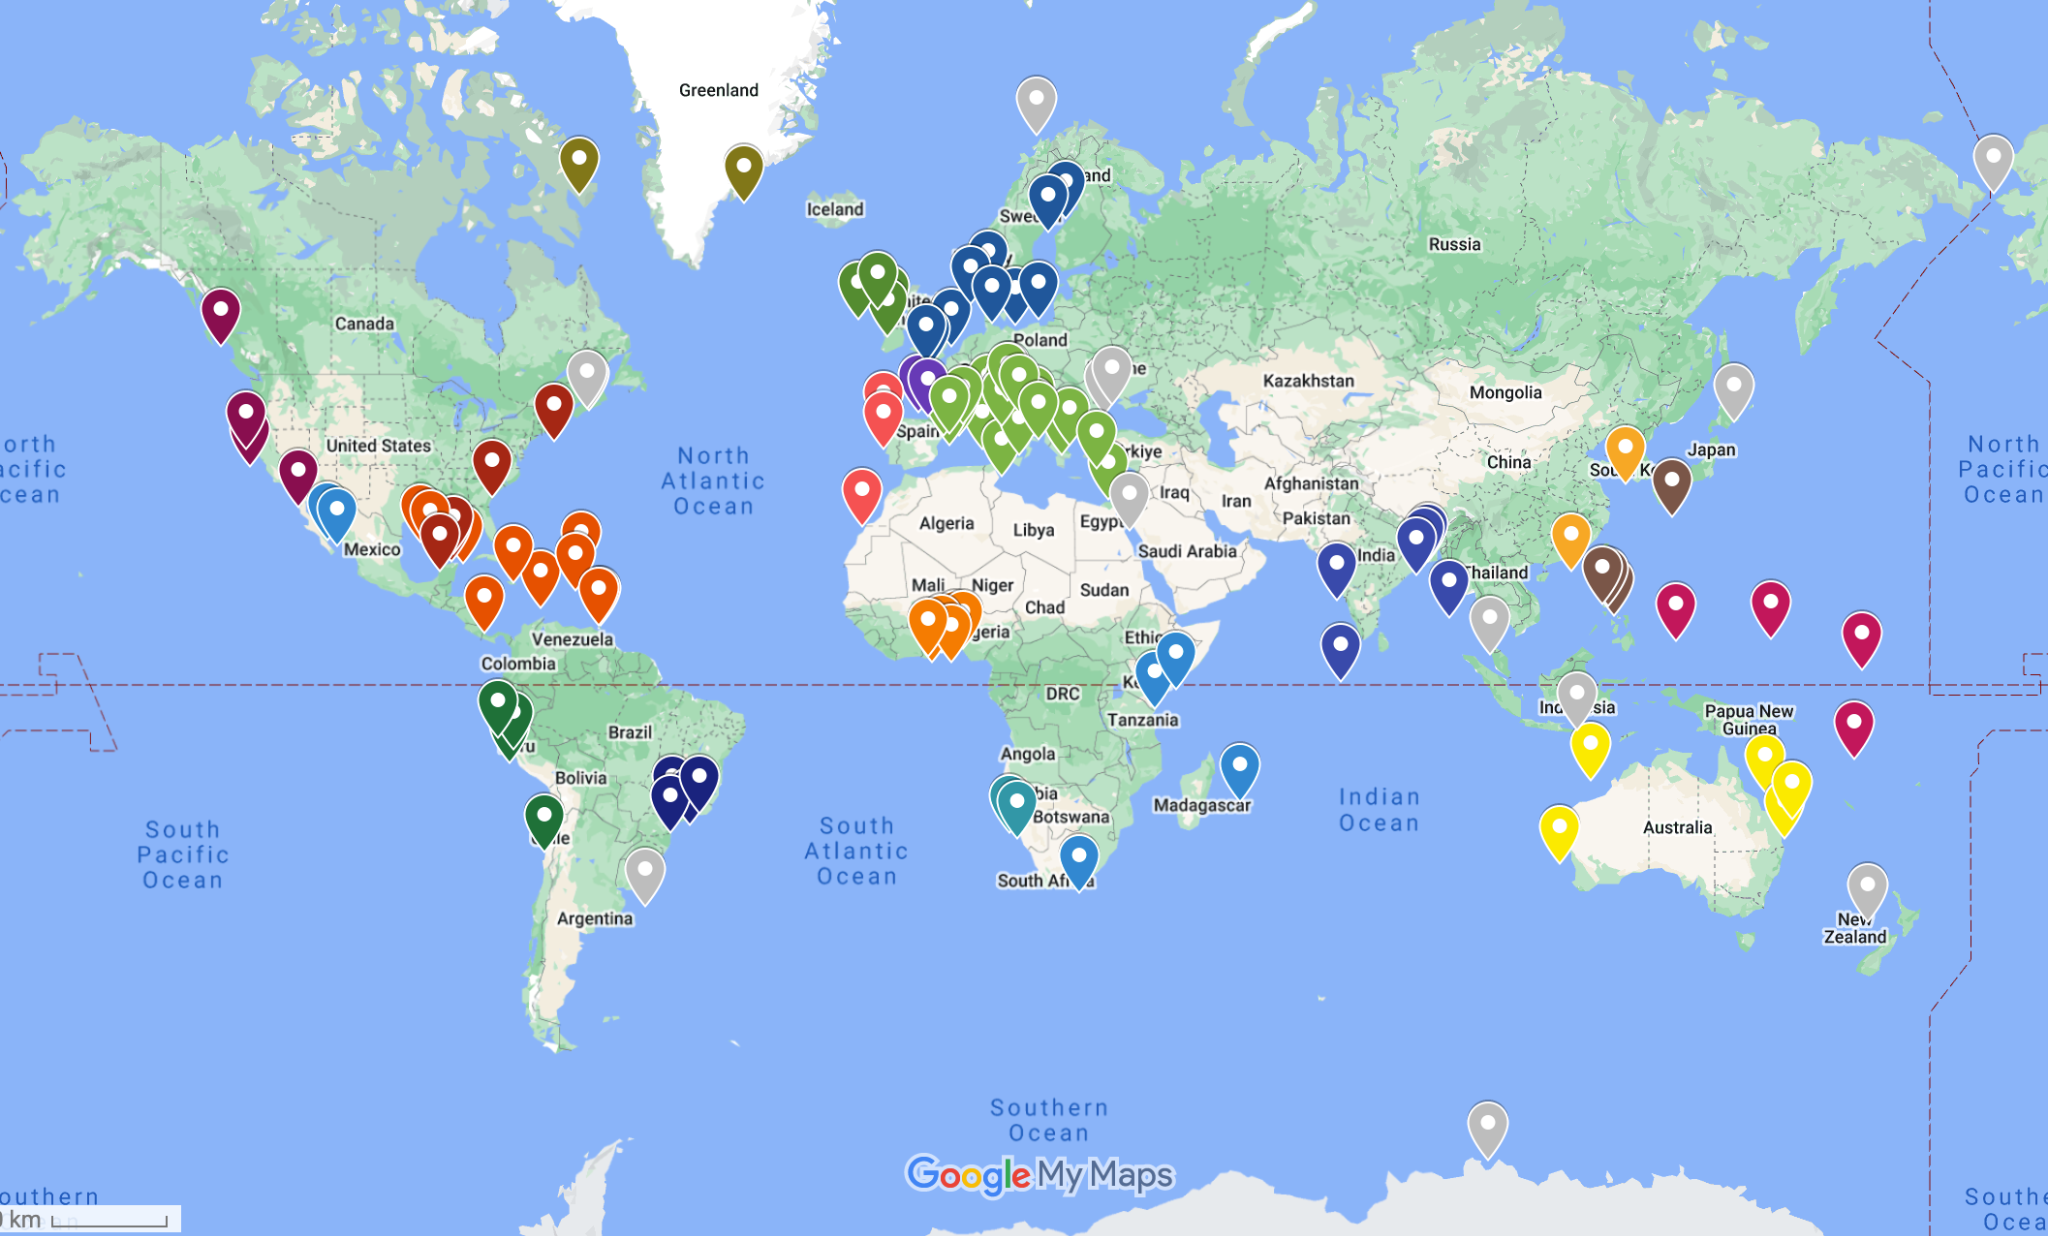 Greenland
Iceland
Russia
Canada
Poland
Kazakhstan
Mongolia
United States
Spain
Japan
China
North
Atlantic
Ocean
North
Pacific
Ocean
Afghanistan
Iraq
Iran
Pakistan
Algeria
Libya
Egypt
Mexico
Saudi Arabia
India
Thailand
Mali
Niger
Sudan
Chad
Venezuela
Colombia
DRC
Tanzania
Papua New
Guinea
Brazil
Angola
Bolivia
Madagascar
Botswana
Indian
Ocean
Australia
South
Pacific
Ocean
South
Atlantic
Ocean
South Africa
Argentina
New
Zealand
Southern
Ocean
Google My Maps
km